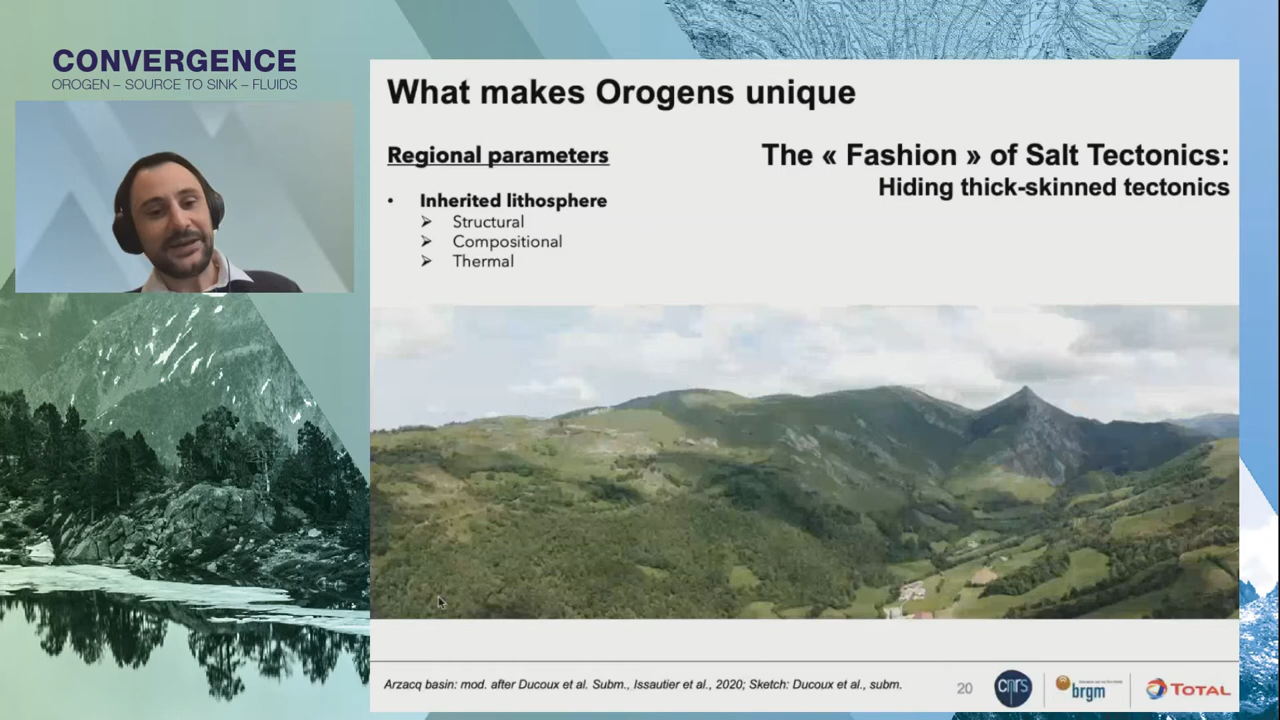 CONVERGENCE
OROGEN – SOURCE TO SINK – FLUIDS
What makes Orogens unique
Regional parameters
• Inherited lithosphere
➢ Structural
➢ Compositional
➢ Thermal
The « Fashion » of Salt Tectonics:
Hiding thick-skinned tectonics
Arzacq basin: mod. after Ducoux et al. Subm., Issautier et al., 2020; Sketch: Ducoux et al., subm.
20
cnrs
brgm
TOTAL